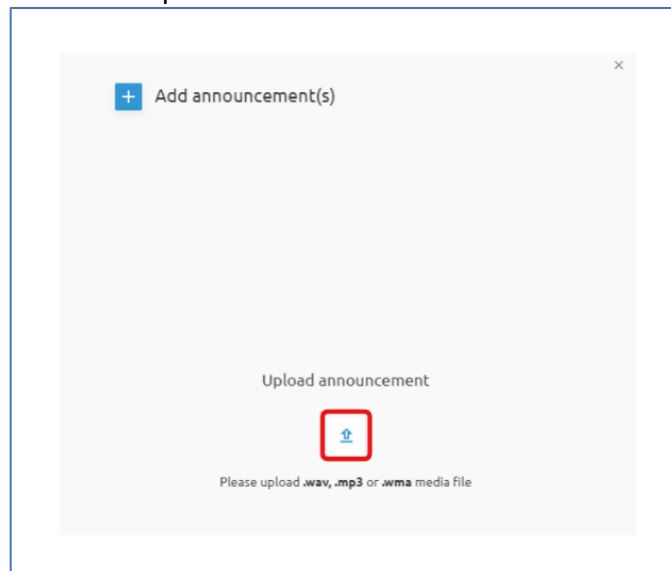 Add announcement(s)
Upload announcement
Please upload .wav, .mp3 or .wma media file